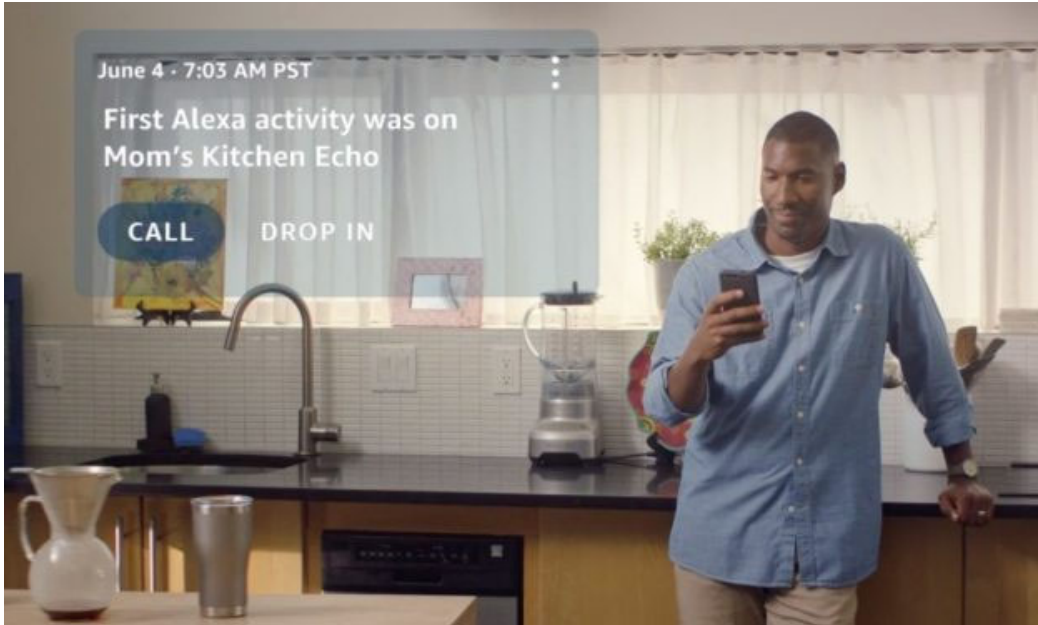 June 4 · 7:03 AM PST
First Alexa activity was on
Mom's Kitchen Echo
CALL DROP IN